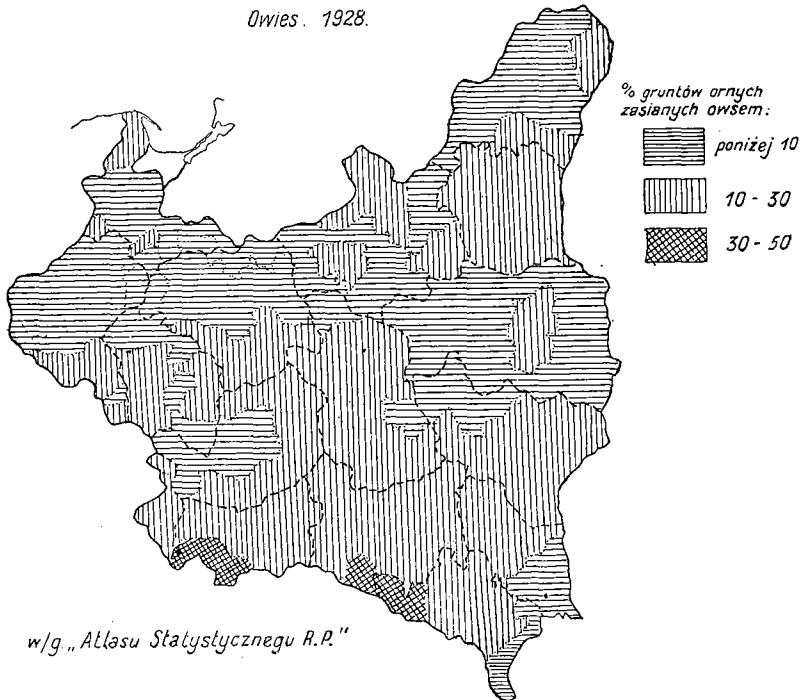 Owies. 1928.
% gruntów ornych
zasianych owsem:
poniżej 10
10 - 30
30 - 50
w/g. „Atlasu Statystycznegu R.P."